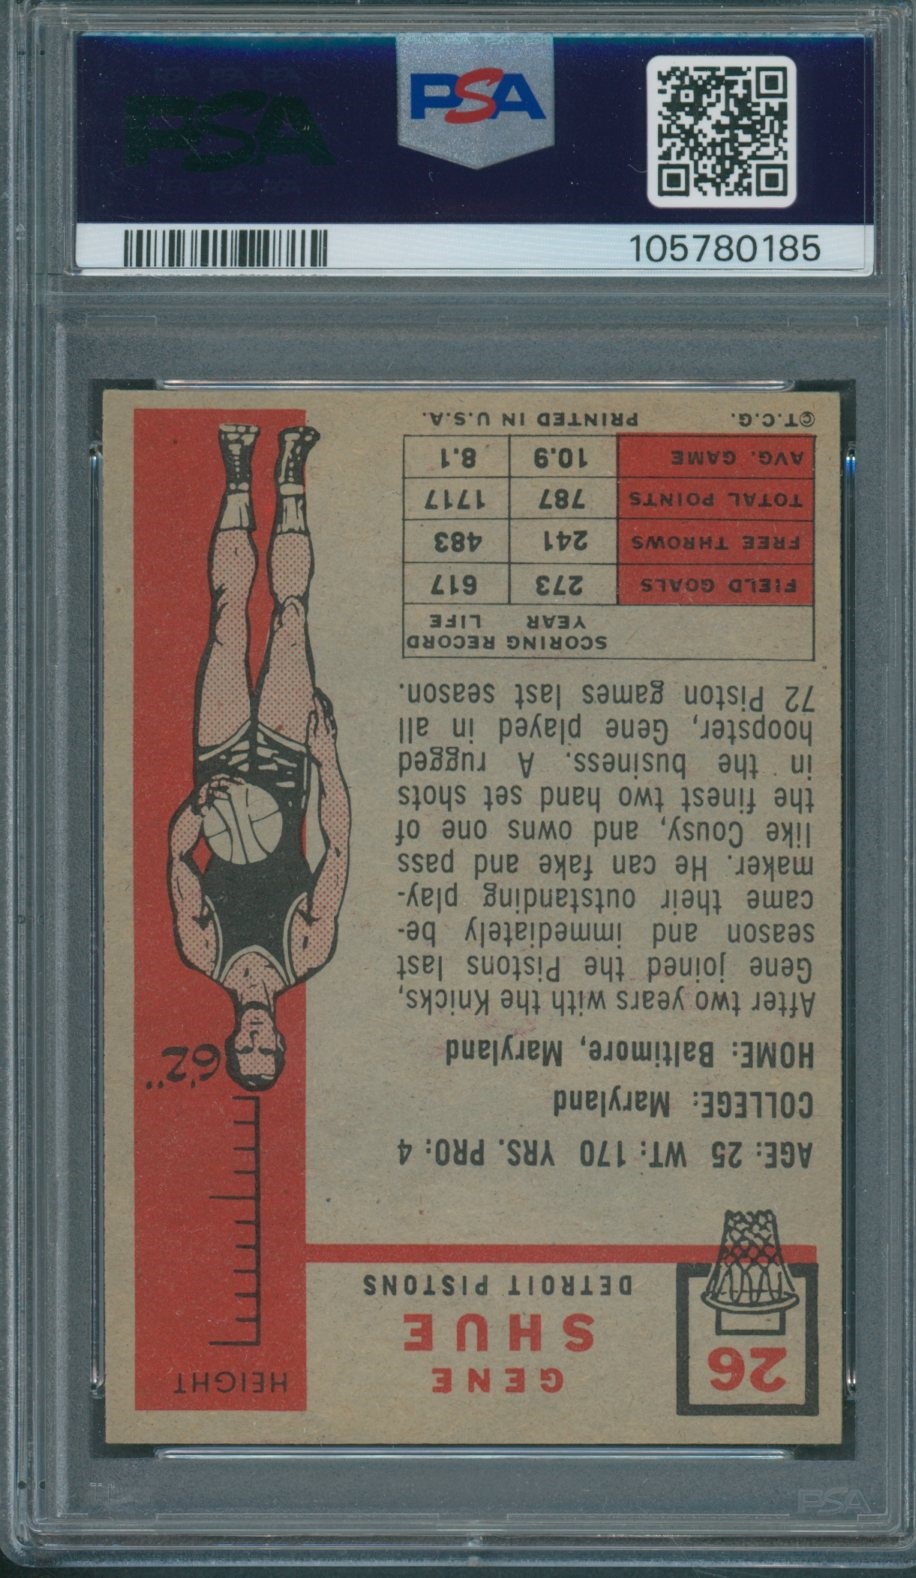 PSA
PSA
105780185
26
GENE
SHUE
DETROIT PISTONS
HEIGHT
6'2"
AGE: 25 WT: 170 YRS. PRO: 4
COLLEGE: Maryland
HOME: Baltimore, Maryland
After two years with the Knicks,
Gene joined the Pistons last
season and immediately be-
came their outstanding play-
maker. He can fake and pass
like Cousy, and owns one of
the finest two hand set shots
in the business. A rugged
hoopster, Gene played in all
72 Piston games last season.
SCORING RECORD
YEAR LIFE
FIELD GOALS 273 617
FREE THROWS 241 483
TOTAL POINTS 787 1717
AVG. GAME 10.9 8.1
©T.C.G. PRINTED IN U.S.A.
PSA